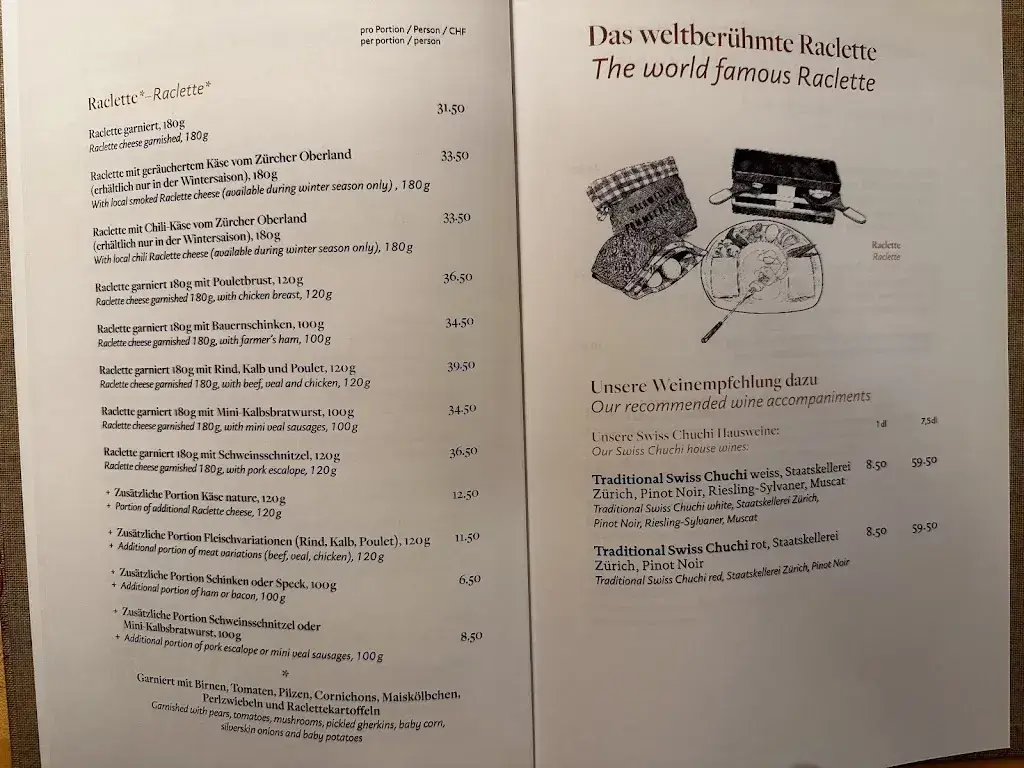 pro Portion / Person / CHF
per portion / person
Raclette*–Raclette*
Raclette garniert, 180g 31.50
Raclette cheese garnished, 180g
Raclette mit geräuchertem Käse vom Zürcher Oberland 33.50
(erhältlich nur in der Wintersaison), 180g
With local smoked Raclette cheese (available during winter season only) , 180g
Raclette mit Chili-Käse vom Zürcher Oberland 33.50
(erhältlich nur in der Wintersaison), 180g
With local chili Raclette cheese (available during winter season only), 180g
Raclette garniert 180g mit Pouletbrust, 120g 36.50
Raclette cheese garnished 180g, with chicken breast, 120g
Raclette garniert 180g mit Bauernschinken, 100g 34.50
Raclette cheese garnished 180g, with farmer's ham, 100g
Raclette garniert 180g mit Rind, Kalb und Poulet, 120g 39.50
Raclette cheese garnished 180g, with beef, veal and chicken, 120g
Raclette garniert 180g mit Mini-Kalbsbratwurst, 100g 34.50
Raclette cheese garnished 180g, with mini veal sausages, 100g
Raclette garniert 180g mit Schweinsschnitzel, 120g 36.50
Raclette cheese garnished 180g, with pork escalope, 120g
+ Zusätzliche Portion Käse nature, 120g 12.50
+ Portion of additional Raclette cheese, 120g
+ Zusätzliche Portion Fleischvariationen (Rind, Kalb, Poulet), 120g 11.50
+ Additional portion of meat variations (beef, veal, chicken), 120g
+ Zusätzliche Portion Schinken oder Speck, 100g 6.50
+ Additional portion of ham or bacon, 100g
+ Zusätzliche Portion Schweinsschnitzel oder
Mini-Kalbsbratwurst, 100g 8,50
+ Additional portion of pork escalope or mini veal sausages, 100g
*
Garniert mit Birnen, Tomaten, Pilzen, Cornichons, Maiskölbchen,
Perlzwiebeln und Raclettekartoffeln
Garnished with pears, tomatoes, mushrooms, pickled gherkins, baby corn,
silverskin onions and baby potatoes
Das weltberühmte Raclette
The world famous Raclette
Raclette
Raclette
Unsere Weinempfehlung dazu
Our recommended wine accompaniments
Unsere Swiss Chuchi Hausweine: 1 dl 7,5dl
Our Swiss Chuchi house wines:
Traditional Swiss Chuchi weiss, Staatskellerei 8.50 59.50
Zürich, Pinot Noir, Riesling-Sylvaner, Muscat
Traditional Swiss Chuchi white, Staatskellerei Zürich,
Pinot Noir, Riesling-Sylvaner, Muscat
Traditional Swiss Chuchi rot, Staatskellerei 8.50 59.50
Zürich, Pinot Noir
Traditional Swiss Chuchi red, Staatskellerei Zürich, Pinot Noir